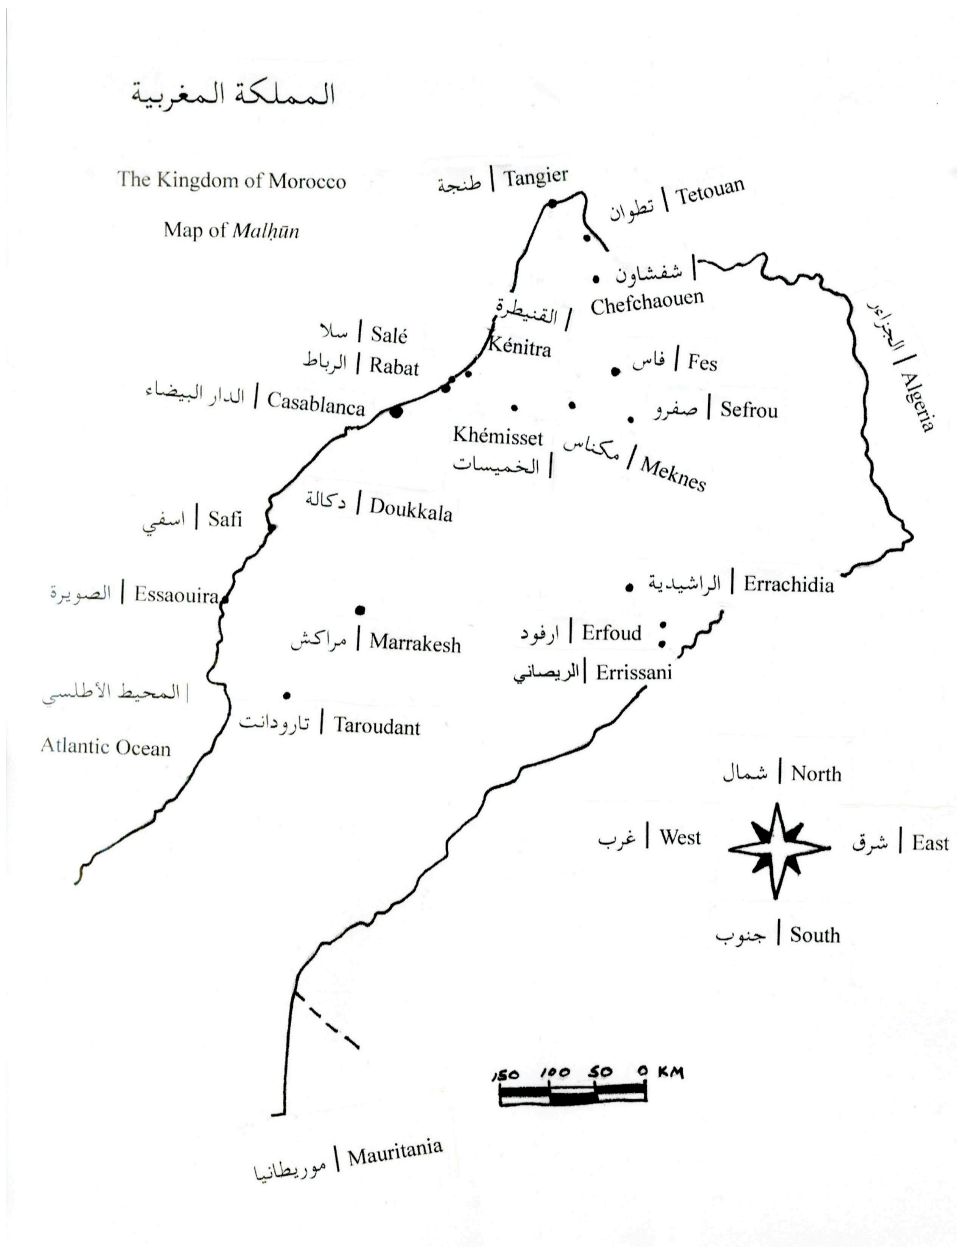 المملكة المغربية
The Kingdom of Morocco
Map of Malḥūn
طنجة | Tangier
تطوان | Tetouan
شفشاون |
Chefchaouen
القنيطرة /
Kénitra
سلا | Salé
الرباط | Rabat
الدار البيضاء | Casablanca
فاس | Fes
صفرو | Sefrou
الجزائر | Algeria
Khémisset
الخميسات |
مكناس / Meknes
دكالة | Doukkala
اسفي | Safi
الصويرة | Essaouira
الراشيدية | Errachidia
مراكش | Marrakesh
ارفود | Erfoud
الريصاني | Errissani
المحيط الأطلسي |
Atlantic Ocean
تارودانت | Taroudant
شمال | North
غرب | West
شرق | East
جنوب | South
150 100 50 0 KM
موريطانيا | Mauritania